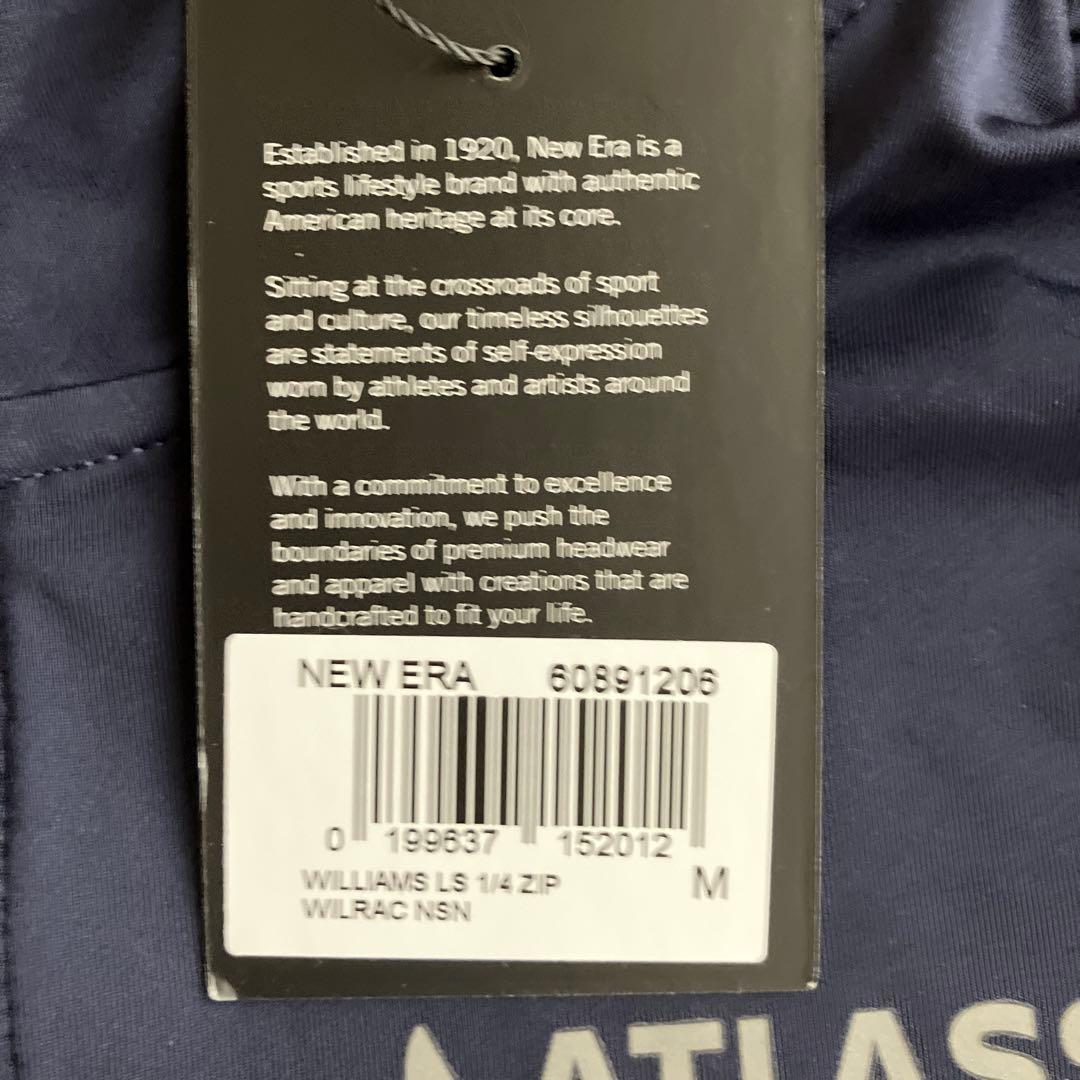 Established in 1920, New Era is a
sports lifestyle brand with authentic
American heritage at its core.
Sitting at the crossroads of sport
and culture, our timeless silhouettes
are statements of self-expression
worn by athletes and artists around
the world.
With a commitment to excellence
and innovation, we push the
boundaries of premium headwear
and apparel with creations that are
handcrafted to fit your life.
NEW ERA 60891206
0 199637 152012
WILLIAMS LS 1/4 ZIP M
WILRAC NSN
ATLASS